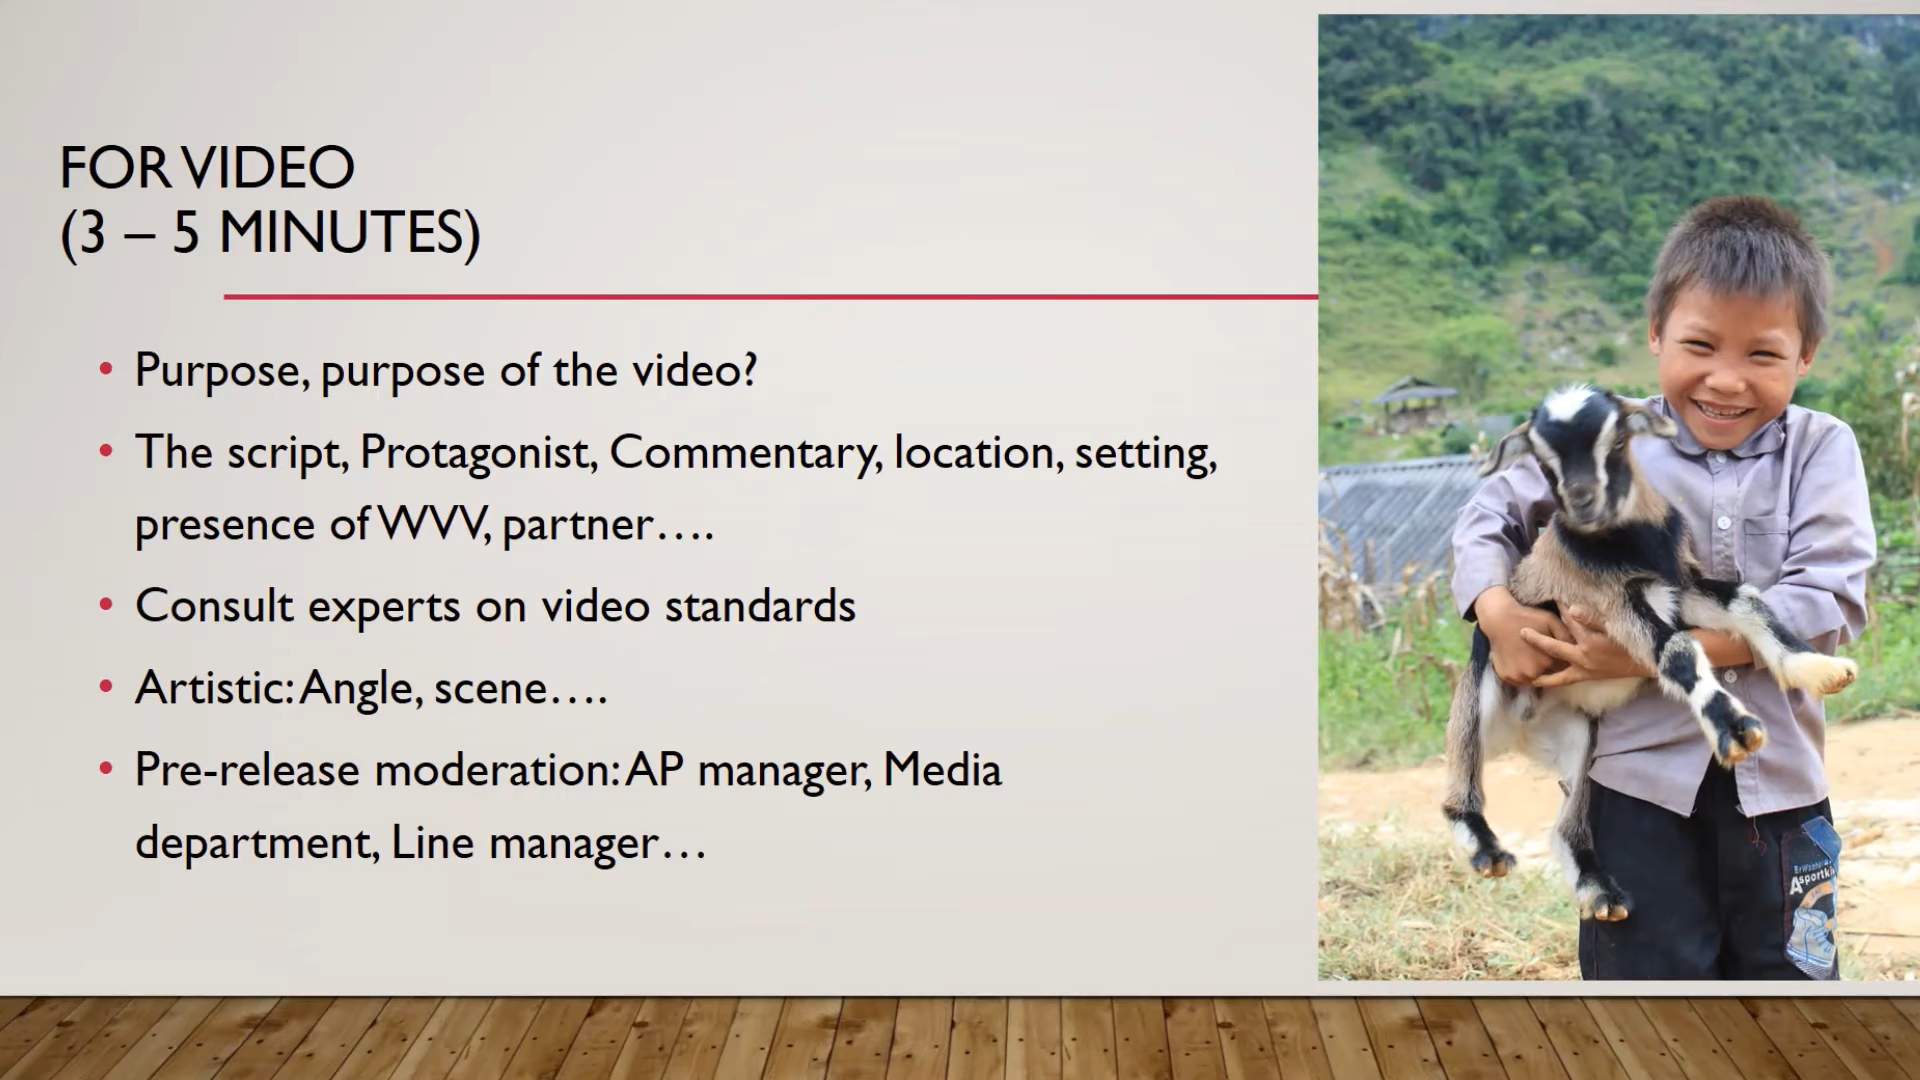 FOR VIDEO
(3 – 5 MINUTES)
• Purpose, purpose of the video?
• The script, Protagonist, Commentary, location, setting,
presence of WVV, partner….
• Consult experts on video standards
• Artistic: Angle, scene….
• Pre-release moderation: AP manager, Media
department, Line manager…